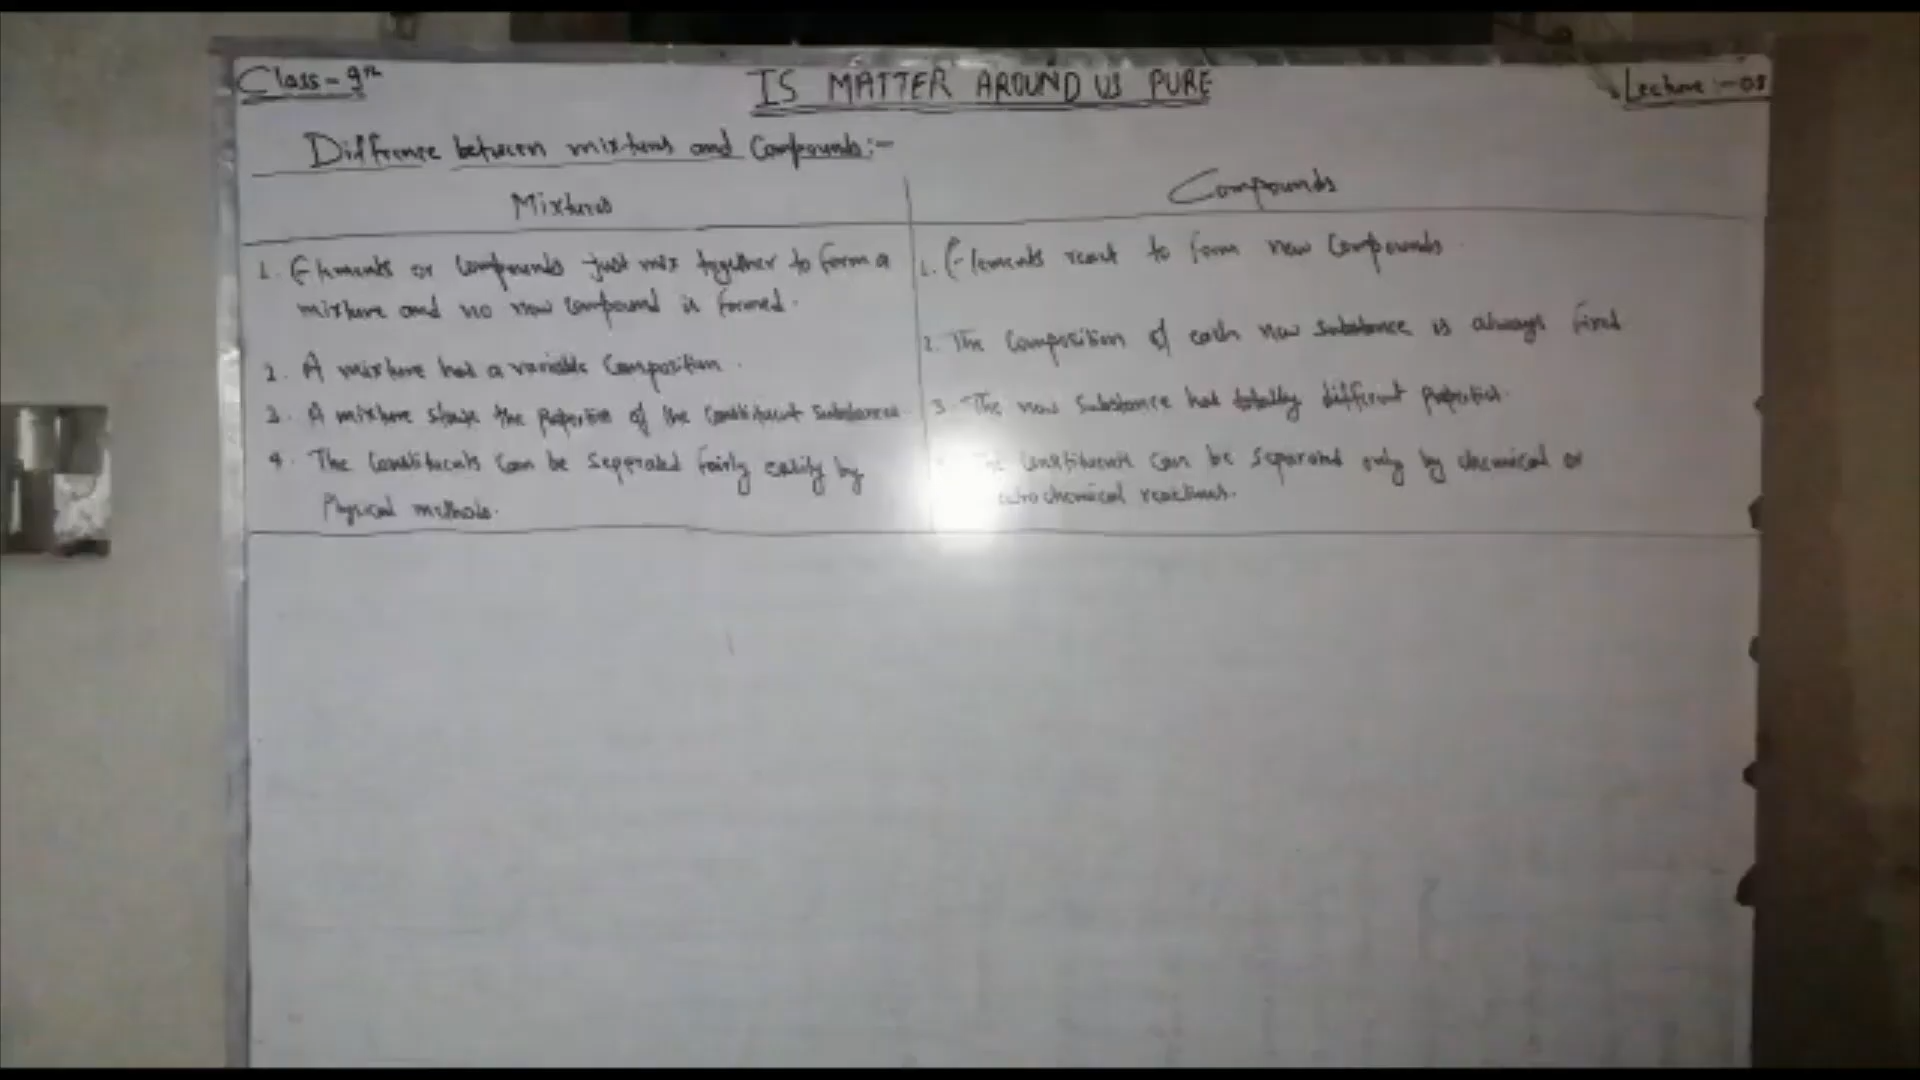 Class - 9th
IS MATTER AROUND US PURE
Lecture :- 08
Diffrence between mixtures and Compounds :-
Mixtures
Compounds
1. Elements or Compounds just mix together to form a
mixture and no new Compound is formed.
2. A mixture has a variable Composition.
3. A mixture shows the Properties of the Constituent Substances.
4. The Constituents can be Seperated fairly easily by
Physical methods.
1. Elements react to form new Compounds.
2. The Composition of each new substance is always fixed
3. The new Substance has totally different properties.
Constituents can be separated only by chemical or
chemical reactions.